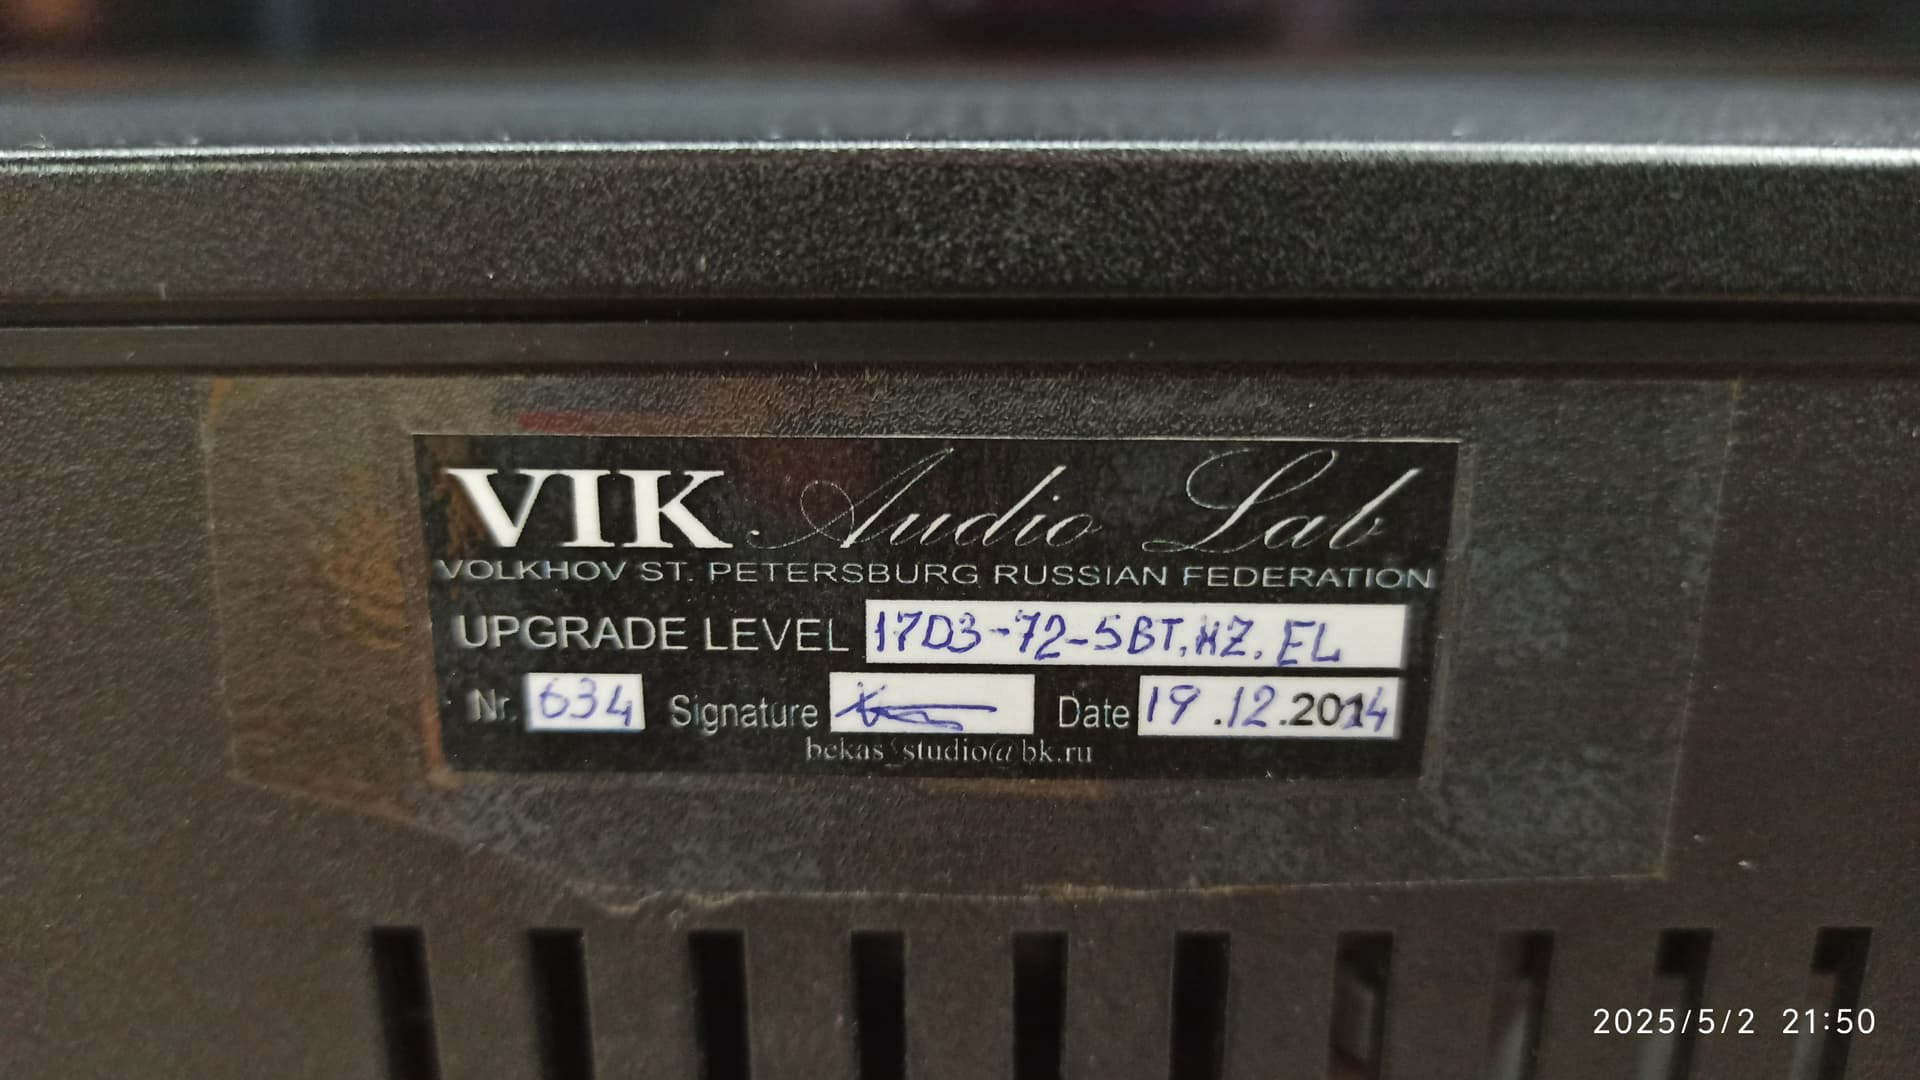 VIK Audio Lab
VOLKHOV ST. PETERSBURG RUSSIAN FEDERATION
UPGRADE LEVEL 17D3-72-5BT.HZ.EL
Nr. 634 Signature Date 19.12.2014
bekas_studio@bk.ru
2025/5/2 21:50